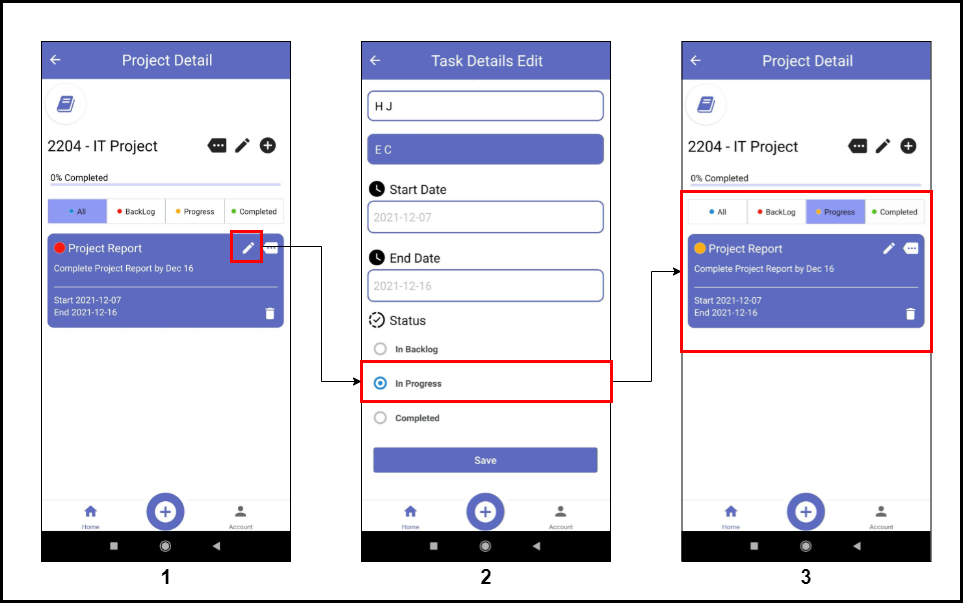 Project Detail
2204 - IT Project
0% Completed
All BackLog Progress Completed
Project Report
Complete Project Report by Dec 16
Start 2021-12-07
End 2021-12-16
Home Account
1
Task Details Edit
H J
E C
Start Date
2021-12-07
End Date
2021-12-16
Status
In Backlog
In Progress
Completed
Save
Home Account
2
Project Detail
2204 - IT Project
0% Completed
All BackLog Progress Completed
Project Report
Complete Project Report by Dec 16
Start 2021-12-07
End 2021-12-16
Home Account
3